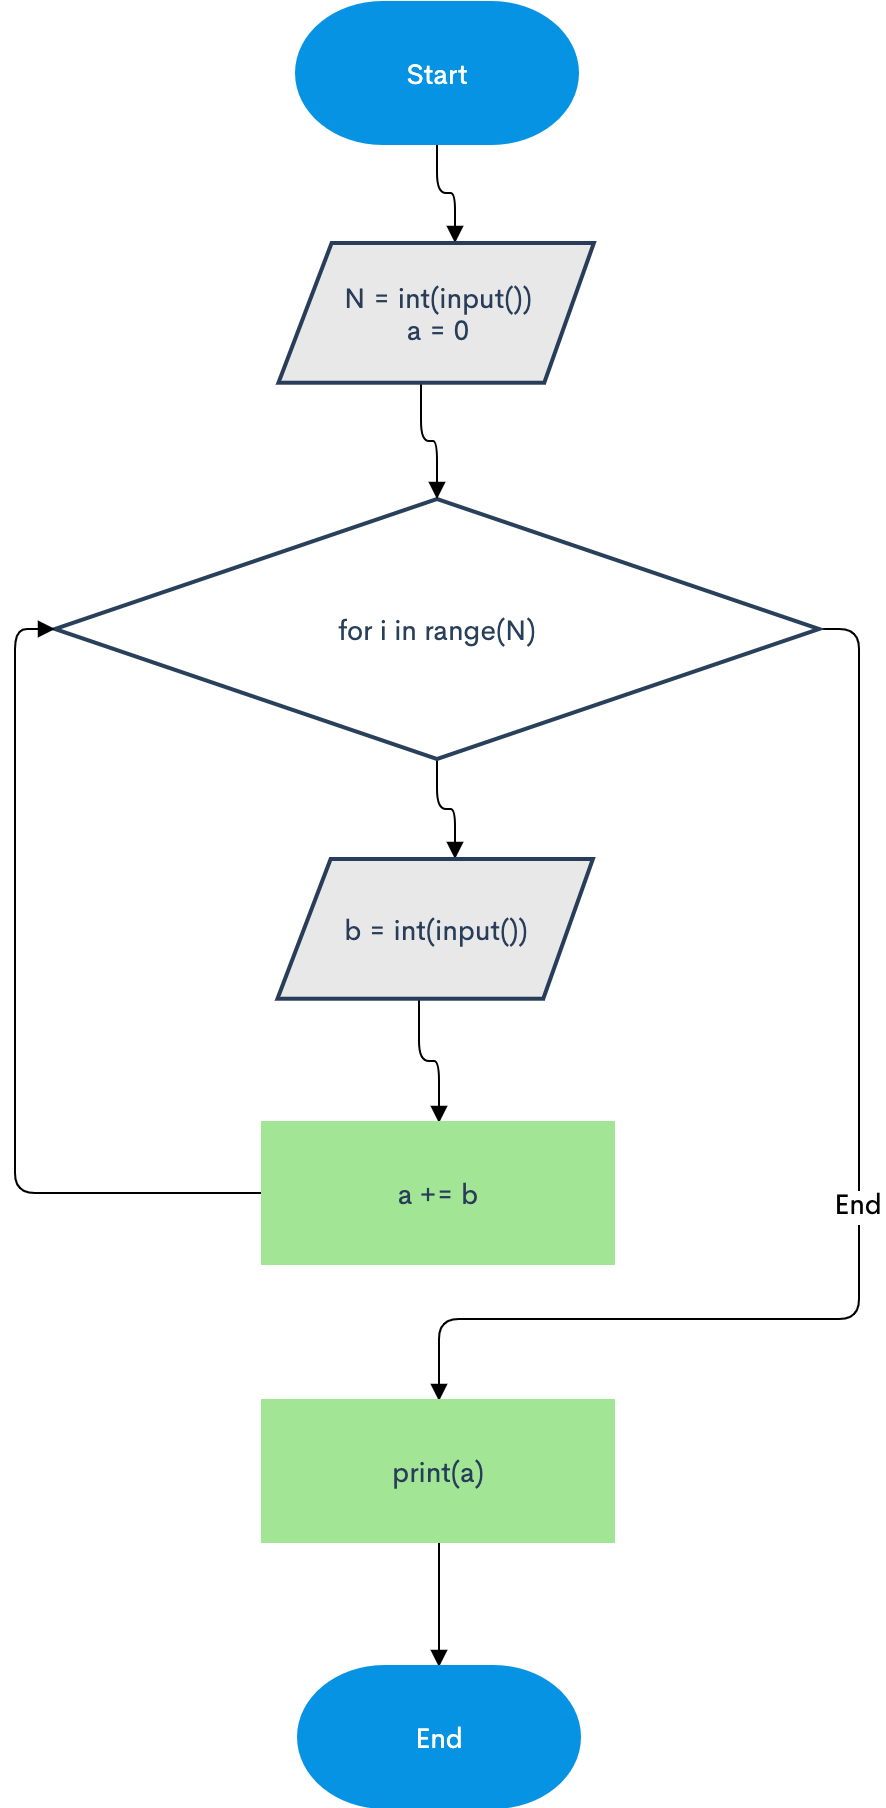 Start
N = int(input())
a = 0
for i in range(N)
b = int(input())
a += b
End
print(a)
End